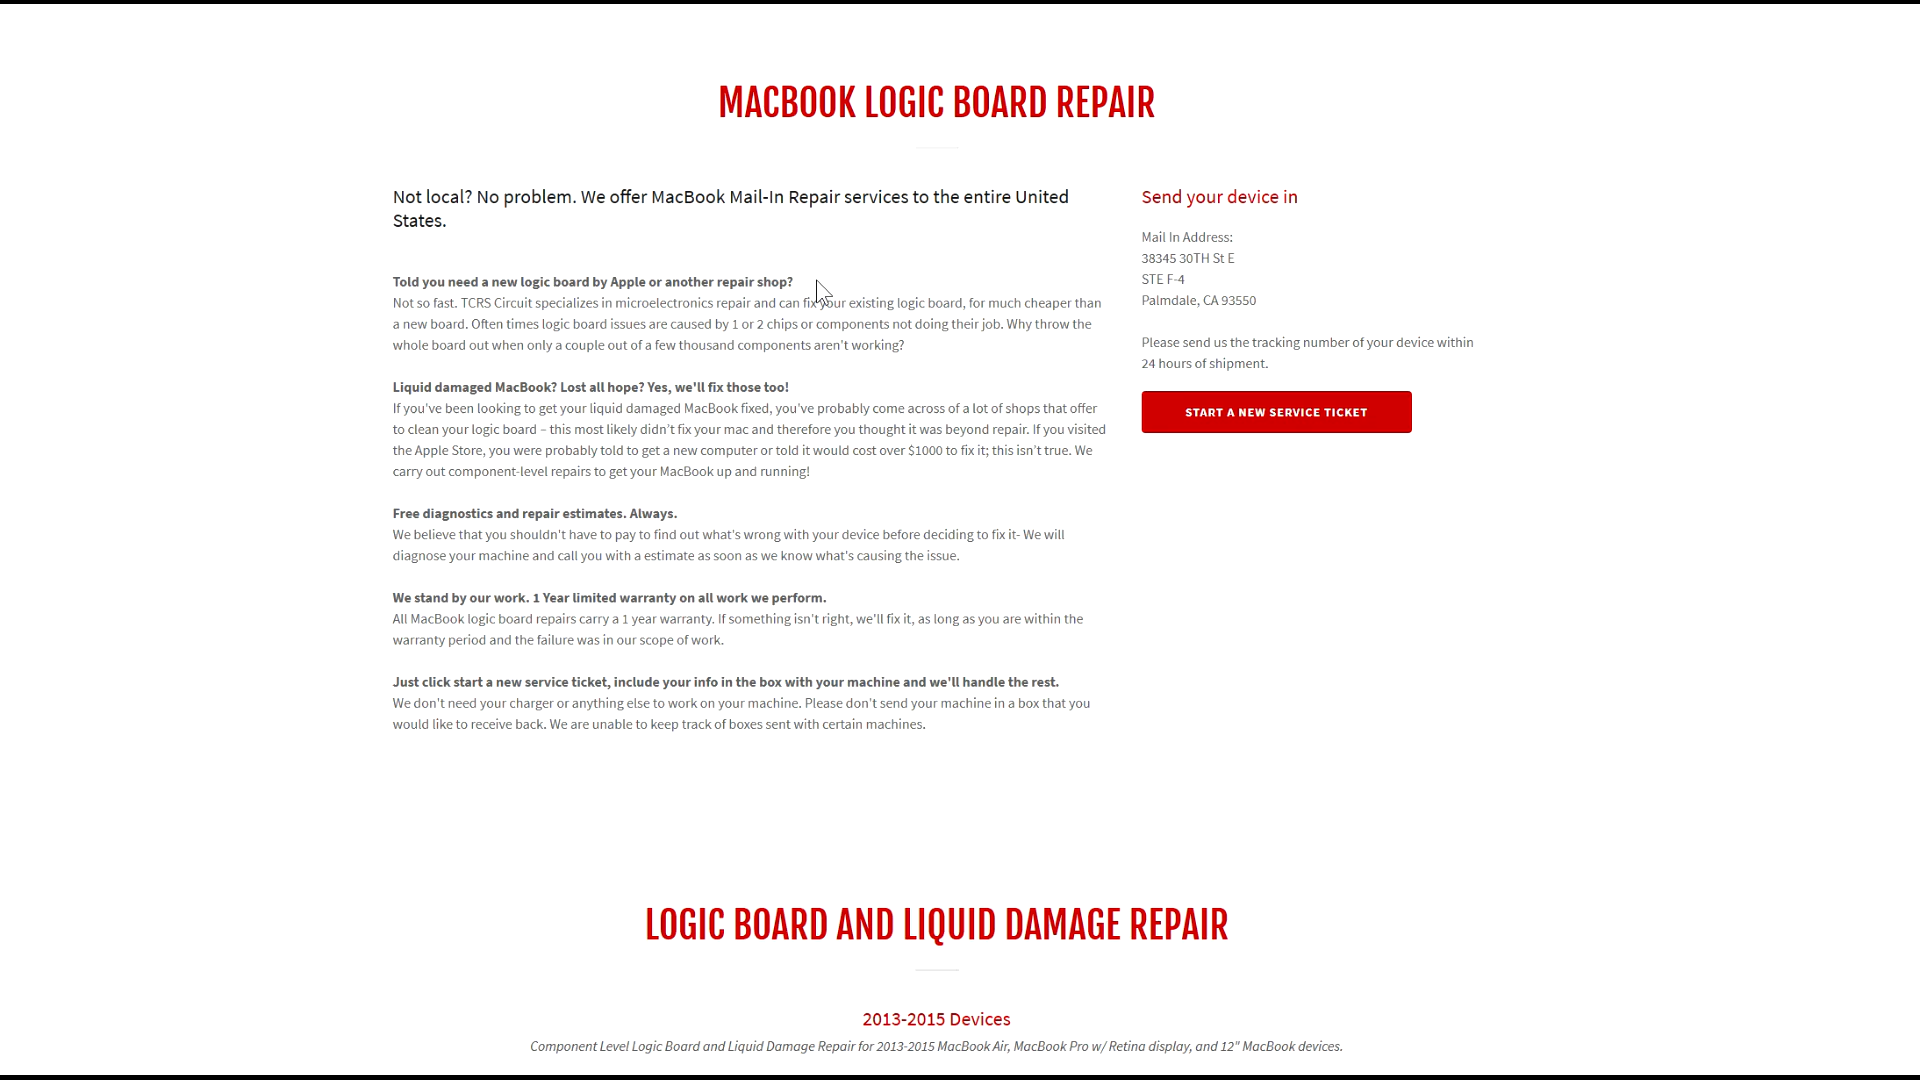 MACBOOK LOGIC BOARD REPAIR
Not local? No problem. We offer MacBook Mail-In Repair services to the entire United
States.
Told you need a new logic board by Apple or another repair shop?
Not so fast. TCRS Circuit specializes in microelectronics repair and can fix your existing logic board, for much cheaper than
a new board. Often times logic board issues are caused by 1 or 2 chips or components not doing their job. Why throw the
whole board out when only a couple out of a few thousand components aren't working?
Liquid damaged MacBook? Lost all hope? Yes, we'll fix those too!
If you've been looking to get your liquid damaged MacBook fixed, you've probably come across of a lot of shops that offer
to clean your logic board – this most likely didn't fix your mac and therefore you thought it was beyond repair. If you visited
the Apple Store, you were probably told to get a new computer or told it would cost over $1000 to fix it; this isn't true. We
carry out component-level repairs to get your MacBook up and running!
Free diagnostics and repair estimates. Always.
We believe that you shouldn't have to pay to find out what's wrong with your device before deciding to fix it- We will
diagnose your machine and call you with a estimate as soon as we know what's causing the issue.
We stand by our work. 1 Year limited warranty on all work we perform.
All MacBook logic board repairs carry a 1 year warranty. If something isn't right, we'll fix it, as long as you are within the
warranty period and the failure was in our scope of work.
Just click start a new service ticket, include your info in the box with your machine and we'll handle the rest.
We don't need your charger or anything else to work on your machine. Please don't send your machine in a box that you
would like to receive back. We are unable to keep track of boxes sent with certain machines.
Send your device in
Mail In Address:
38345 30TH St E
STE F-4
Palmdale, CA 93550
Please send us the tracking number of your device within
24 hours of shipment.
START A NEW SERVICE TICKET
LOGIC BOARD AND LIQUID DAMAGE REPAIR
2013-2015 Devices
Component Level Logic Board and Liquid Damage Repair for 2013-2015 MacBook Air, MacBook Pro w/ Retina display, and 12" MacBook devices.